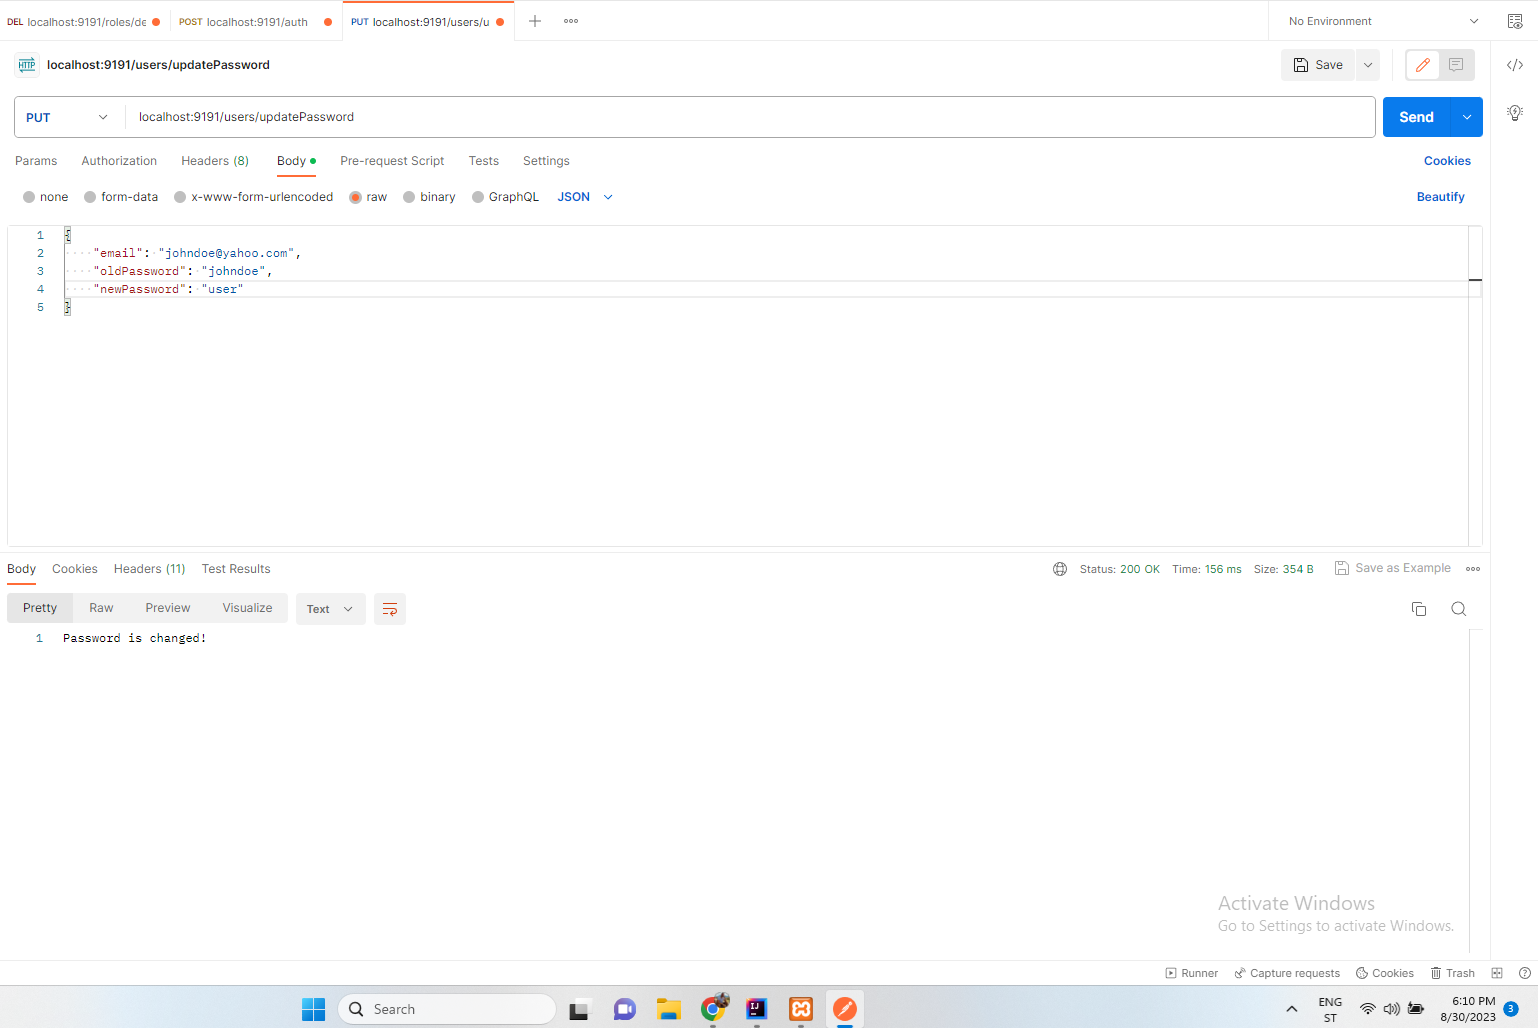 DEL localhost:9191/roles/de
POST localhost:9191/auth
PUT localhost:9191/users/u
No Environment
HTTP localhost:9191/users/updatePassword
Save
PUT localhost:9191/users/updatePassword
Send
Params Authorization Headers (8) Body Pre-request Script Tests Settings
Cookies
none form-data x-www-form-urlencoded raw binary GraphQL JSON
Beautify
1 {
2 "email": "johndoe@yahoo.com",
3 "oldPassword": "johndoe",
4 "newPassword": "user"
5 }
Body Cookies Headers (11) Test Results
Status: 200 OK Time: 156 ms Size: 354 B Save as Example
Pretty Raw Preview Visualize Text
1 Password is changed!
Activate Windows
Go to Settings to activate Windows.
Runner Capture requests Cookies Trash
Search
IJ
ENG
ST
6:10 PM
8/30/2023
3